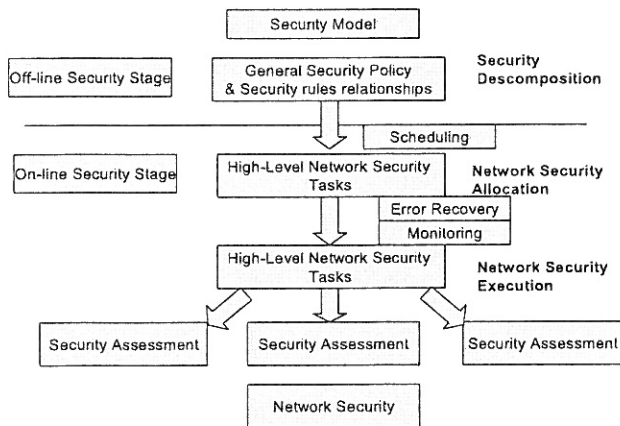 Security Model
Off-line Security Stage
General Security Policy
& Security rules relationships
Security
Descomposition
Scheduling
On-line Security Stage
High-Level Network Security
Tasks
Network Security
Allocation
Error Recovery
Monitoring
High-Level Network Security
Tasks
Network Security
Execution
Security Assessment
Security Assessment
Security Assessment
Network Security